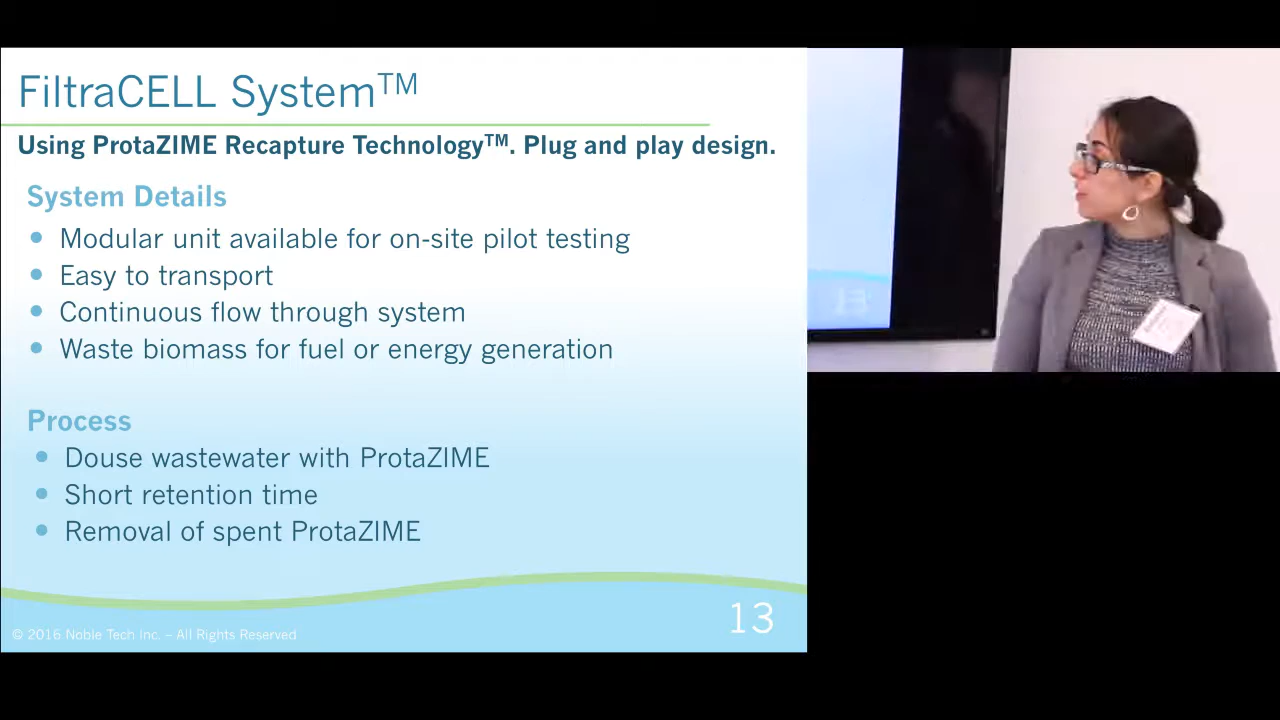 FiltraCELL System™
Using ProtaZIME Recapture Technology™. Plug and play design.
System Details
• Modular unit available for on-site pilot testing
• Easy to transport
• Continuous flow through system
• Waste biomass for fuel or energy generation
Process
• Douse wastewater with ProtaZIME
• Short retention time
• Removal of spent ProtaZIME
© 2016 Noble Tech Inc. – All Rights Reserved
13
13